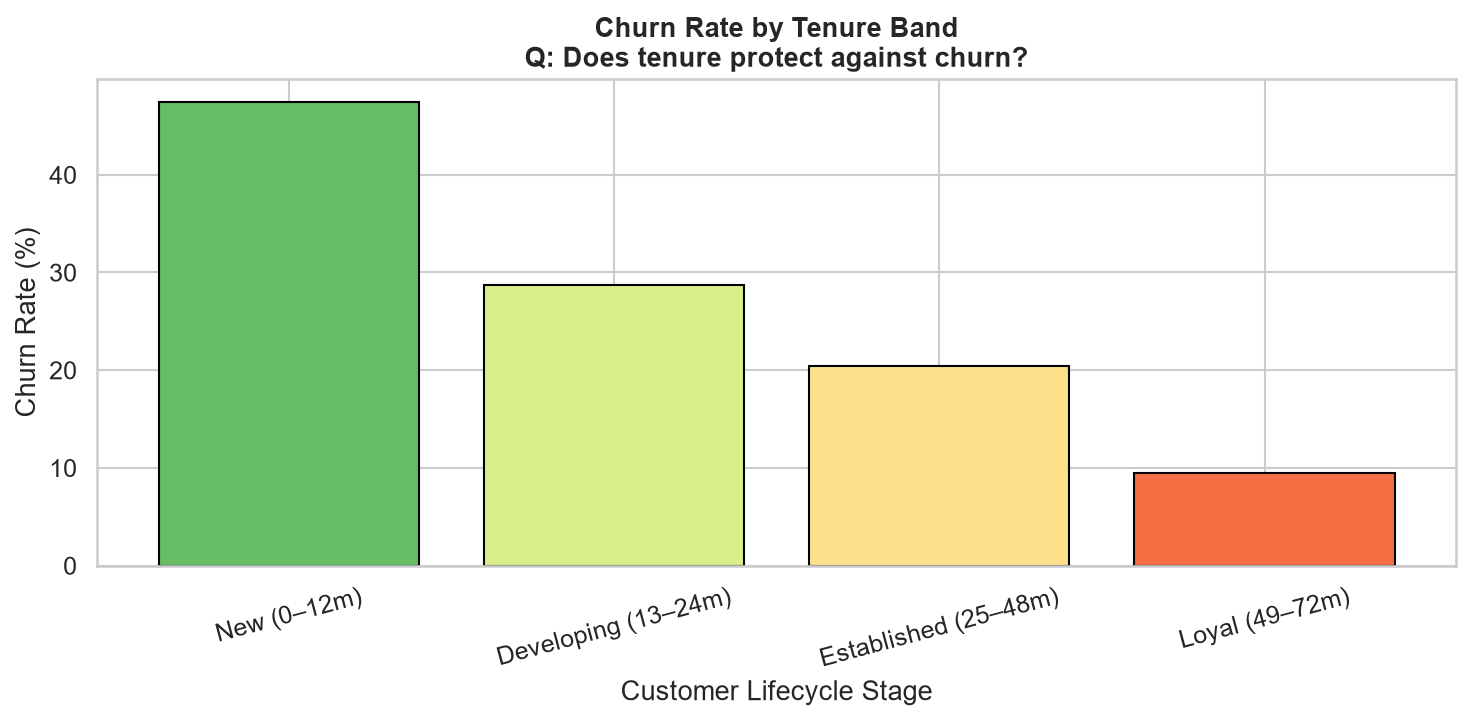 Churn Rate by Tenure Band
Q: Does tenure protect against churn?
Churn Rate (%)
40
30
20
10
0
New (0–12m)
Developing (13–24m)
Established (25–48m)
Loyal (49–72m)
Customer Lifecycle Stage